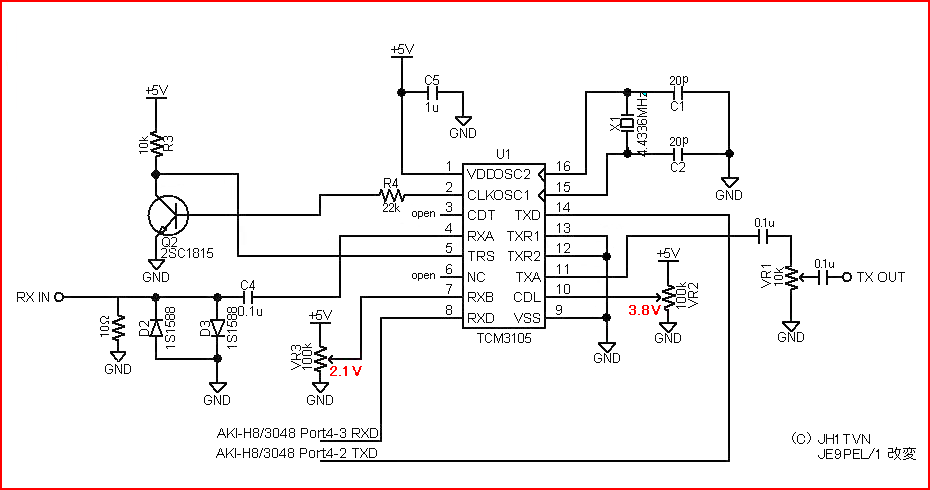 +5V
C5
1u
GND
20p
C1
X1
4.4336MHz
20p
C2
GND
+5V
10k
R3
Q2
2SC1815
GND
R4
22k
U1
1 VDD OSC2 16
2 CLK OSC1 15
open 3 CDT TXD 14
4 RXA TXR1 13
5 TRS TXR2 12
open 6 NC TXA 11
7 RXB CDL 10
8 RXD VSS 9
TCM3105
GND
RX IN
10Ω
GND
D2
1S1588
D3
1S1588
GND
C4
0.1u
+5V
VR3
100k
2.1V
GND
+5V
100k
VR2
3.8V
GND
0.1u
VR1
10k
0.1u
TX OUT
GND
AKI-H8/3048 Port4-3 RXD
AKI-H8/3048 Port4-2 TXD
(C) JH1TVN
JE9PEL/1 改変